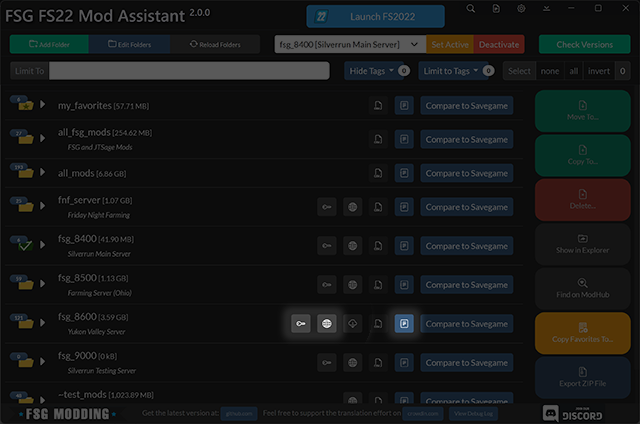 FSG FS22 Mod Assistant 2.0.0
Launch FS2022
Add Folder
Edit Folders
Reload Folders
fsg_8400 [Silverrun Main Server]
Set Active
Deactivate
Check Versions
Limit To
Hide Tags 0
Limit to Tags 0
Select none all invert 0
my_favorites [57.71 MB]
Compare to Savegame
Move To...
all_fsg_mods [254.62 MB]
FSG and JTSage Mods
Compare to Savegame
Copy To...
all_mods [6.86 GB]
Compare to Savegame
Delete...
fnf_server [1.07 GB]
Friday Night Farming
Compare to Savegame
fsg_8400 [41.90 MB]
Silverrun Main Server
Compare to Savegame
Show in Explorer
fsg_8500 [1.13 GB]
Farming Server (Ohio)
Compare to Savegame
Find on ModHub
fsg_8600 [3.59 GB]
Yukon Valley Server
Compare to Savegame
Copy Favorites To...
fsg_9000 [0 kB]
Silverrun Testing Server
Compare to Savegame
Export ZIP File
~test_mods [1,023.89 MB]
Compare to Savegame
FSG MODDING
Get the latest version at:
Feel free to support the translation effort on
View Debug Log
DISCORD